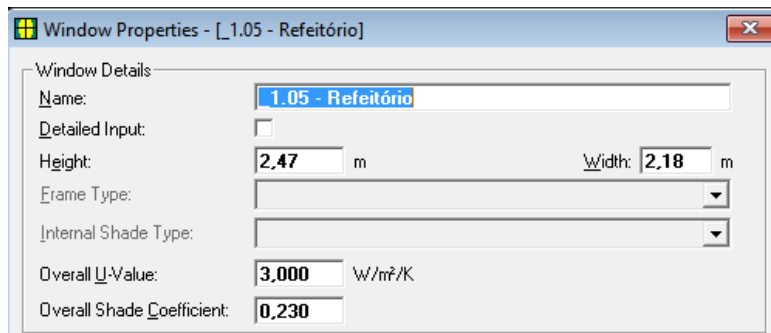 Window Properties - [_1.05 - Refeitório]
Window Details
Name: _1.05 - Refeitório
Detailed Input:
Height: 2,47 m Width: 2,18 m
Frame Type:
Internal Shade Type:
Overall U-Value: 3,000 W/m²/K
Overall Shade Coefficient: 0,230